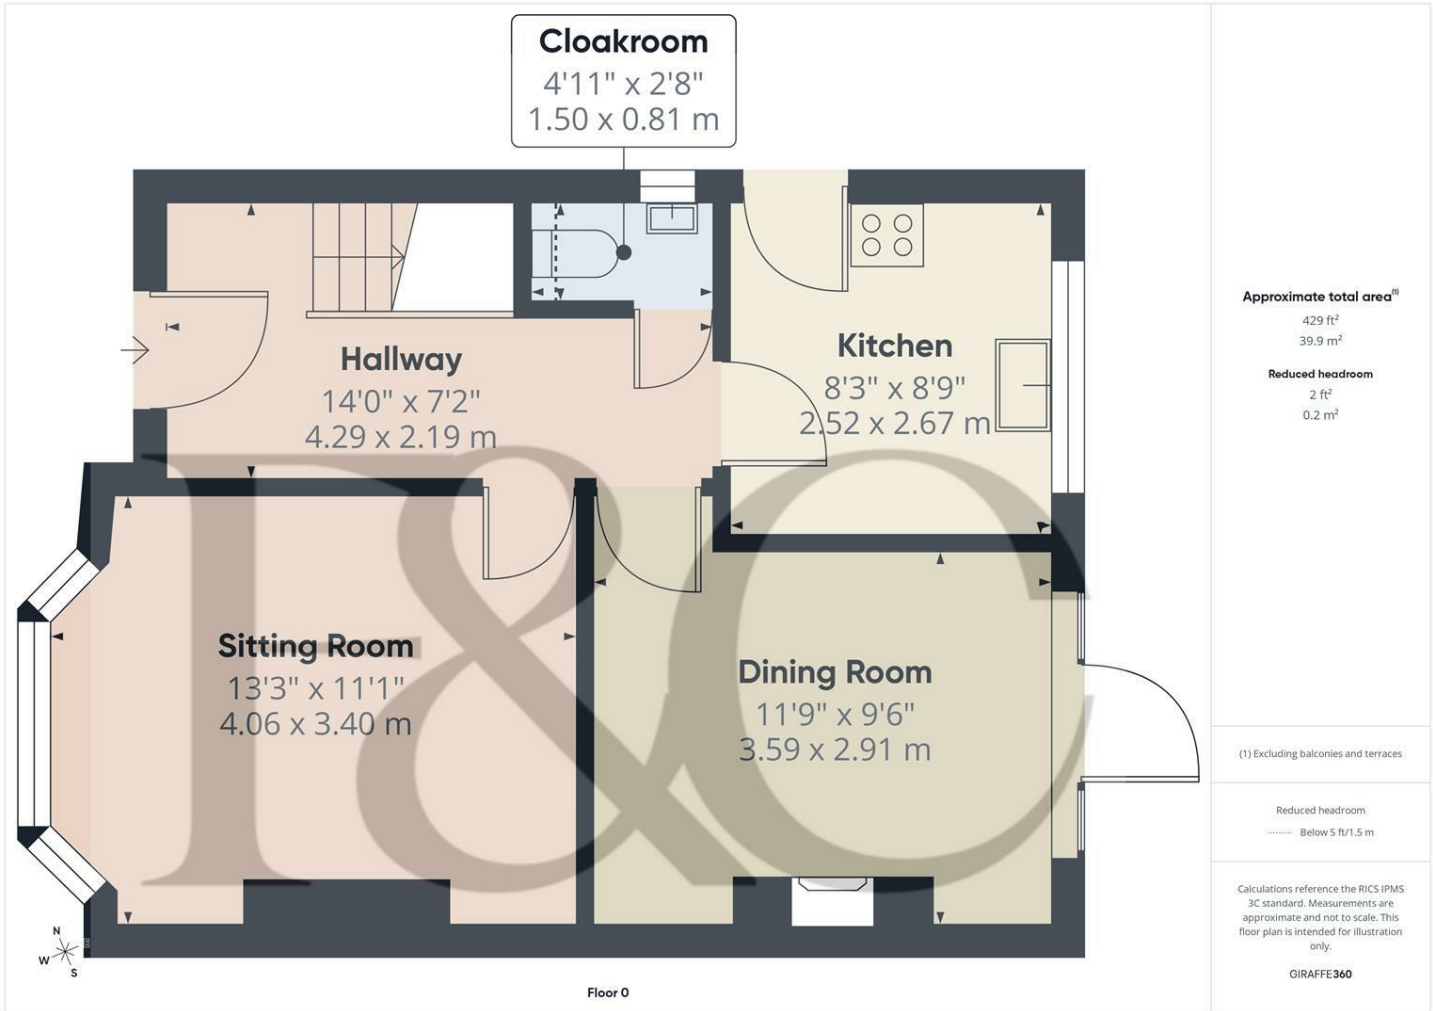 Cloakroom
4'11" x 2'8"
1.50 x 0.81 m
Hallway
14'0" x 7'2"
4.29 x 2.19 m
Kitchen
8'3" x 8'9"
2.52 x 2.67 m
Sitting Room
13'3" x 11'1"
4.06 x 3.40 m
Dining Room
11'9" x 9'6"
3.59 x 2.91 m
F&C
N
W
S
Floor 0
Approximate total area(1)
429 ft²
39.9 m²
Reduced headroom
2 ft²
0.2 m²
(1) Excluding balconies and terraces
Reduced headroom
Below 5 ft/1.5 m
Calculations reference the RICS IPMS
3C standard. Measurements are
approximate and not to scale. This
floor plan is intended for illustration
only.
GIRAFFE360